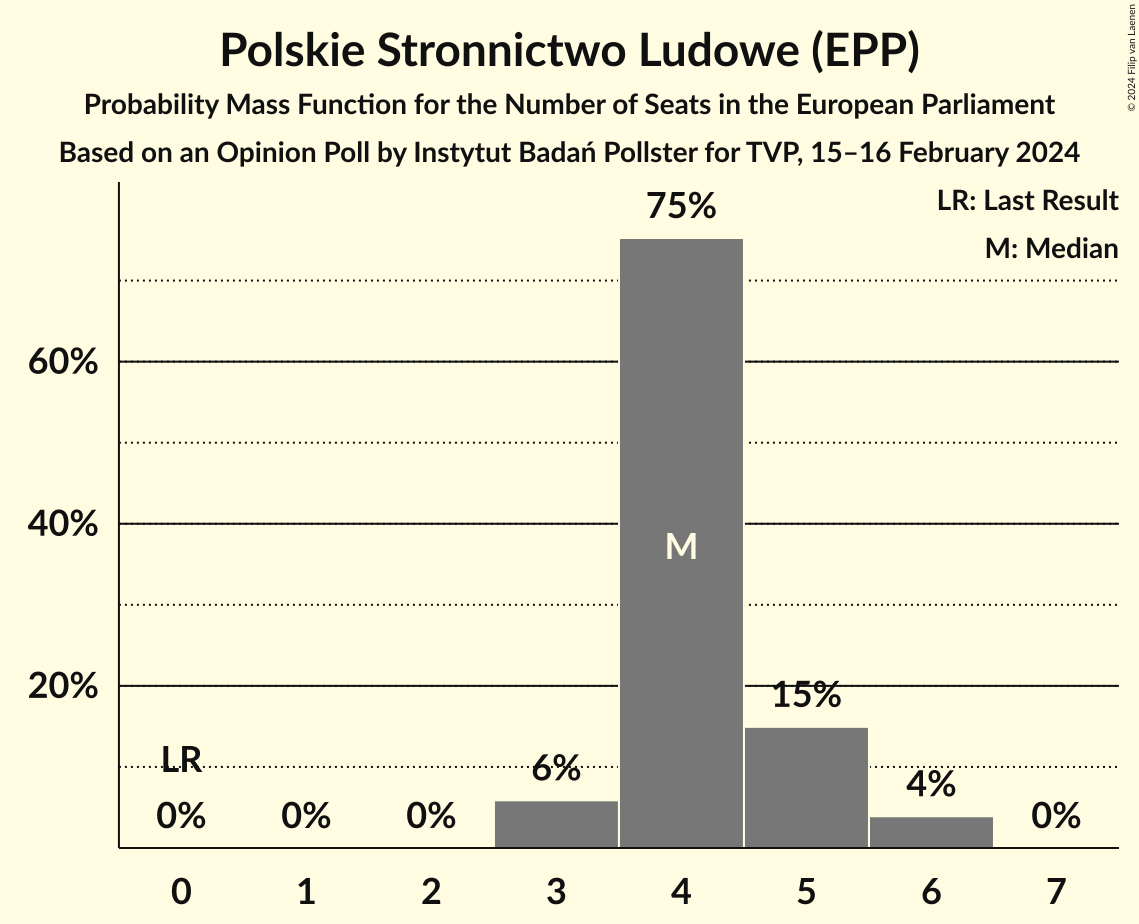 Polskie Stronnictwo Ludowe (EPP)
Probability Mass Function for the Number of Seats in the European Parliament
Based on an Opinion Poll by Instytut Badań Pollster for TVP, 15–16 February 2024
© 2024 Filip van Laenen
LR: Last Result
M: Median
75%
60%
40%
M
20%
15%
LR
6%
4%
0%
0%
0%
0%
0 1 2 3 4 5 6 7